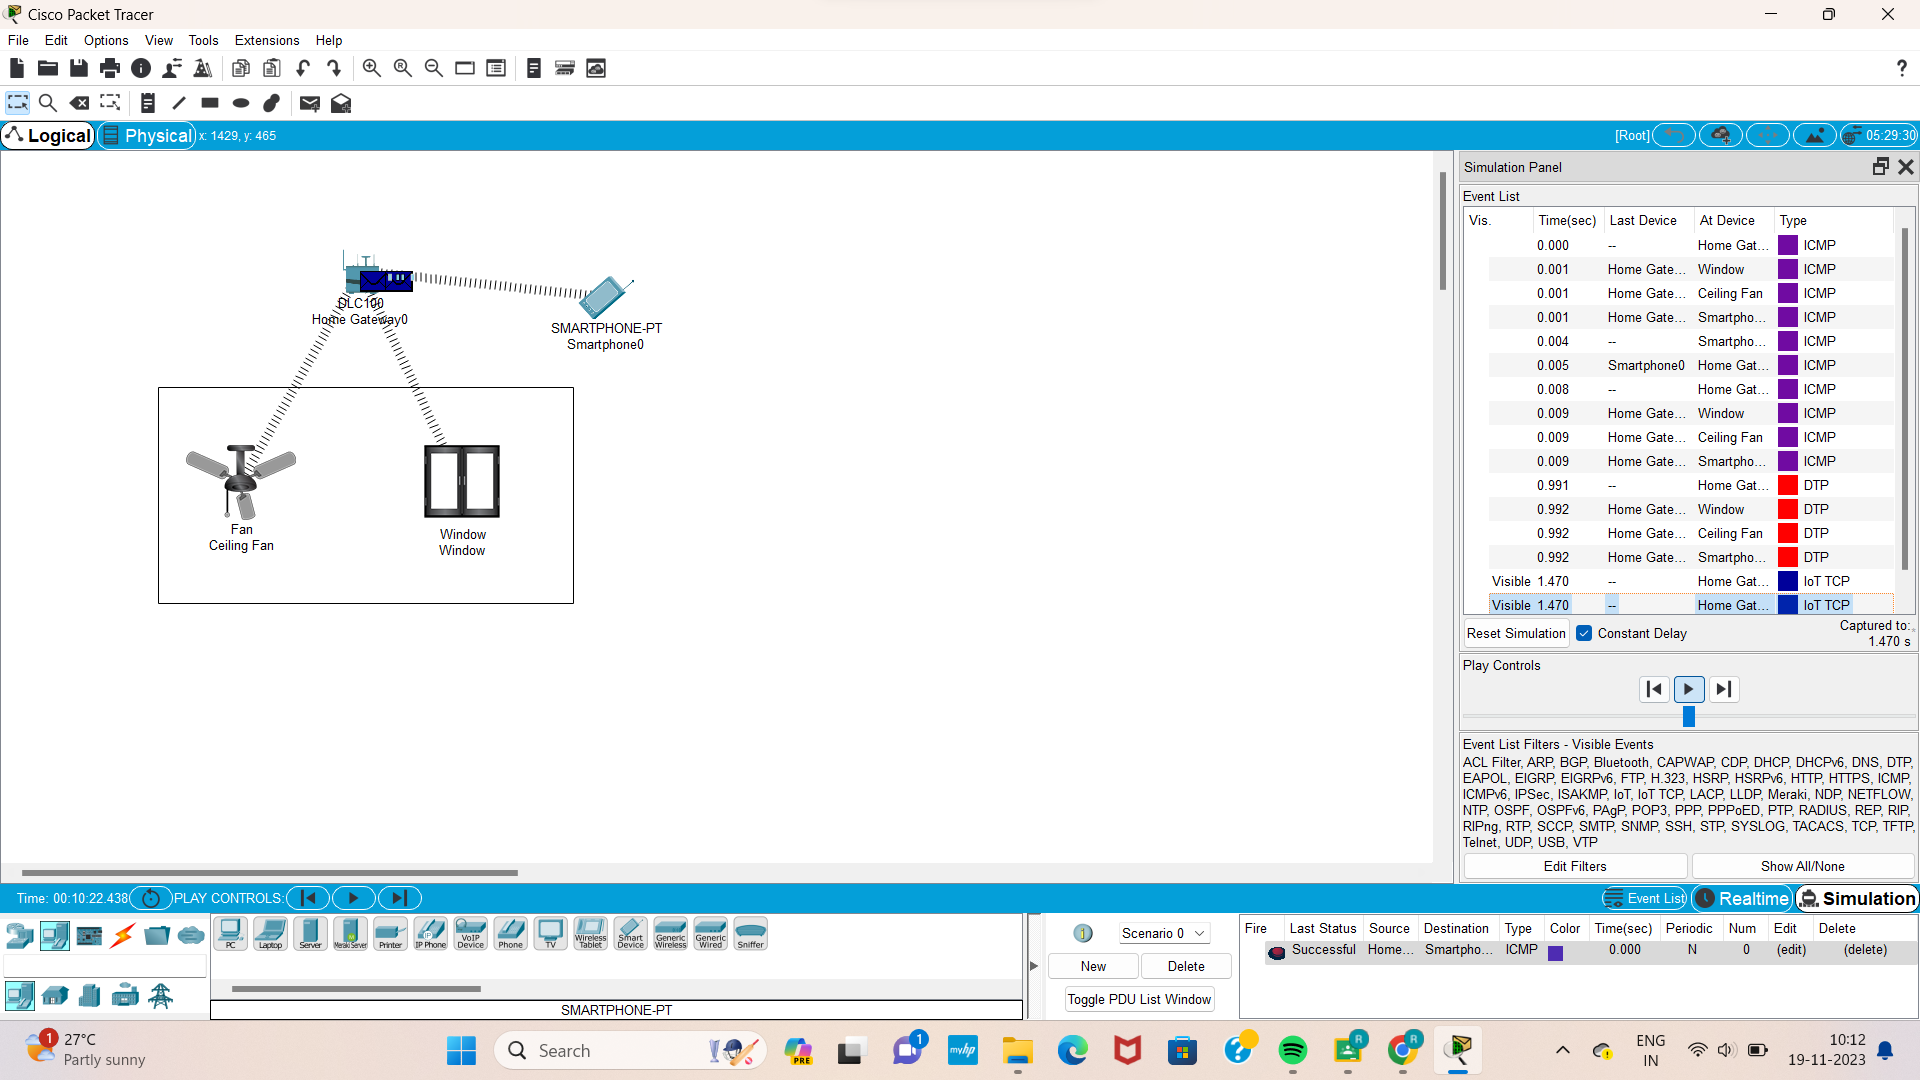 Cisco Packet Tracer
File Edit Options View Tools Extensions Help
?
Logical Physical x: 1429, y: 465 [Root] 05:29:30
DLC100
Home Gateway0
SMARTPHONE-PT
Smartphone0
Fan
Ceiling Fan
Window
Window
Simulation Panel
Event List
Vis. Time(sec) Last Device At Device Type
0.000 -- Home Gat... ICMP
0.001 Home Gate... Window ICMP
0.001 Home Gate... Ceiling Fan ICMP
0.001 Home Gate... Smartpho... ICMP
0.004 -- Smartpho... ICMP
0.005 Smartphone0 Home Gat... ICMP
0.008 -- Home Gat... ICMP
0.009 Home Gate... Window ICMP
0.009 Home Gate... Ceiling Fan ICMP
0.009 Home Gate... Smartpho... ICMP
0.991 -- Home Gat... DTP
0.992 Home Gate... Window DTP
0.992 Home Gate... Ceiling Fan DTP
0.992 Home Gate... Smartpho... DTP
Visible 1.470 -- Home Gat... IoT TCP
Visible 1.470 -- Home Gat... IoT TCP
Reset Simulation Constant Delay Captured to:
1.470 s
Play Controls
Event List Filters - Visible Events
ACL Filter, ARP, BGP, Bluetooth, CAPWAP, CDP, DHCP, DHCPv6, DNS, DTP,
EAPOL, EIGRP, EIGRPv6, FTP, H.323, HSRP, HSRPv6, HTTP, HTTPS, ICMP,
ICMPv6, IPSec, ISAKMP, IoT, IoT TCP, LACP, LLDP, Meraki, NDP, NETFLOW,
NTP, OSPF, OSPFv6, PAgP, POP3, PPP, PPPoED, PTP, RADIUS, REP, RIP,
RIPng, RTP, SCCP, SMTP, SNMP, SSH, STP, SYSLOG, TACACS, TCP, TFTP,
Telnet, UDP, USB, VTP
Edit Filters Show All/None
Time: 00:10:22.438 PLAY CONTROLS: Event List Realtime Simulation
PC Laptop Server Meraki Server Printer IP Phone VoIP Device Phone TV Wireless Tablet Smart Device Generic Wireless Generic Wired Sniffer
SMARTPHONE-PT
1 Scenario 0
New Delete
Toggle PDU List Window
Fire Last Status Source Destination Type Color Time(sec) Periodic Num Edit Delete
Successful Home... Smartpho... ICMP 0.000 N 0 (edit) (delete)
1 27°C
Partly sunny
Search
PRE
1
myhp
R
R
ENG
IN
10:12
19-11-2023